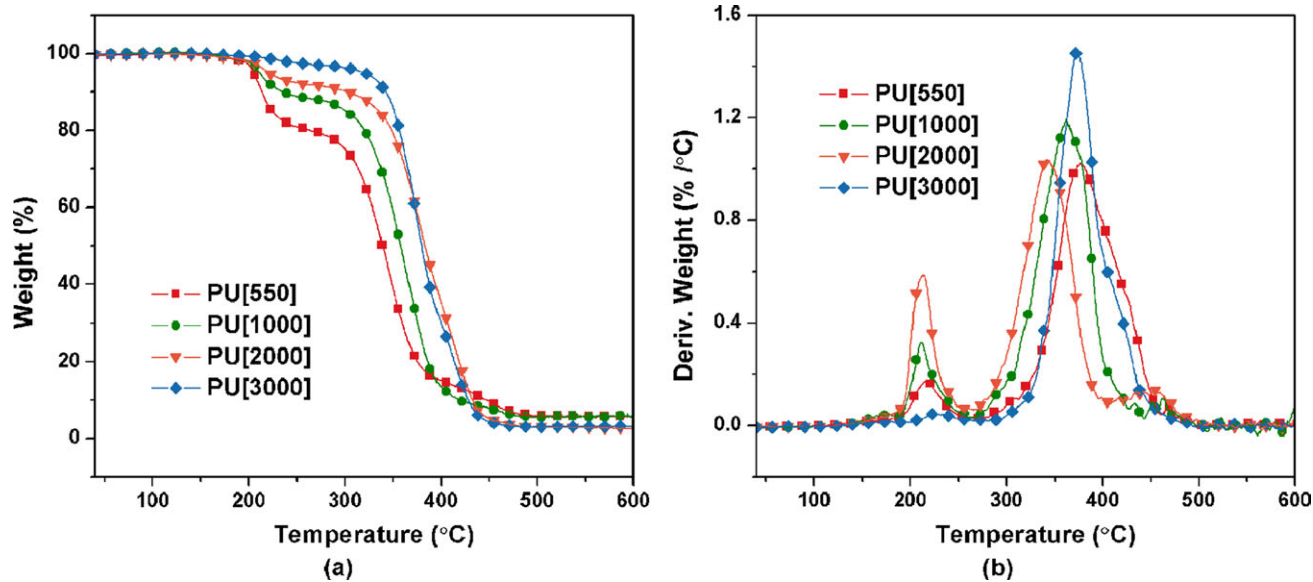 100
80
60
40
20
0
Weight (%)
PU[550]
PU[1000]
PU[2000]
PU[3000]
100 200 300 400 500 600
Temperature (°C)
(a)
1.6
1.2
0.8
0.4
0.0
Deriv. Weight (% /°C)
PU[550]
PU[1000]
PU[2000]
PU[3000]
100 200 300 400 500 600
Temperature (°C)
(b)